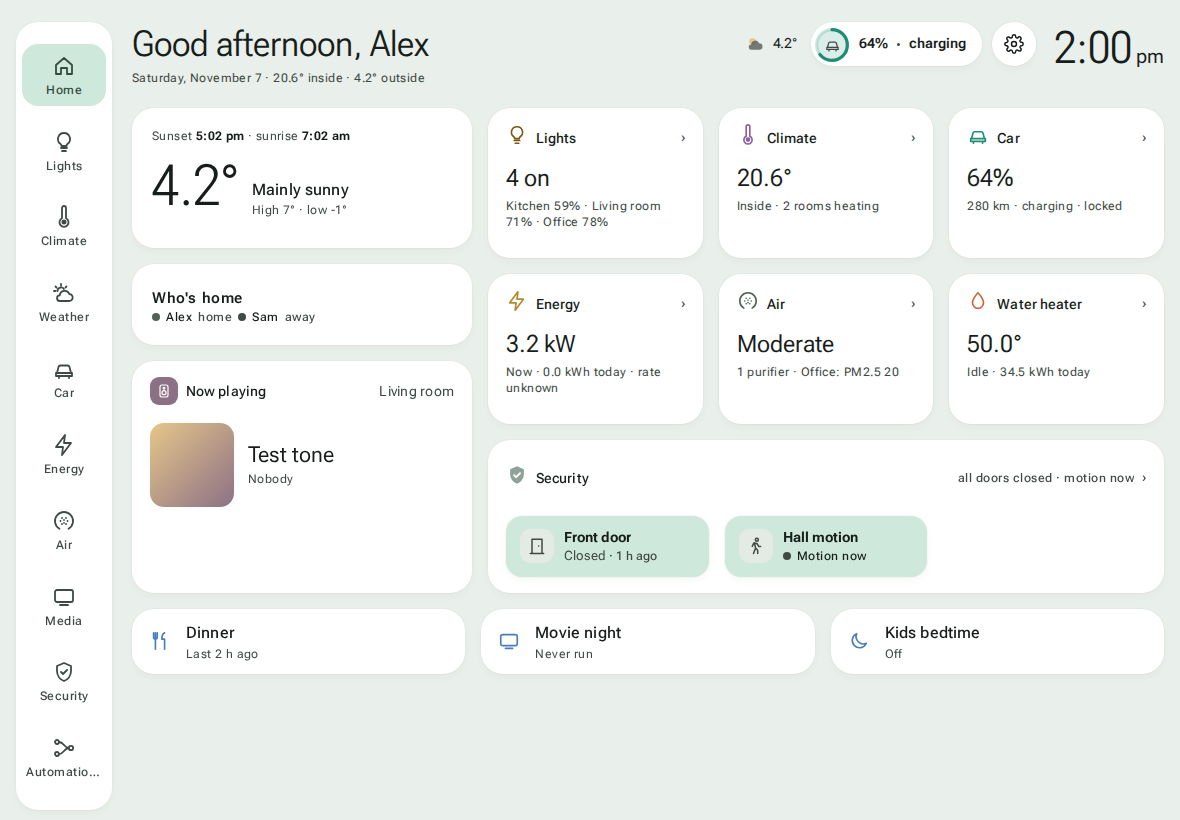 Home
Lights
Climate
Weather
Car
Energy
Air
Media
Security
Automatio...
Good afternoon, Alex
Saturday, November 7 · 20.6° inside · 4.2° outside
4.2°
64% • charging
2:00 pm
Sunset 5:02 pm · sunrise 7:02 am
4.2°
Mainly sunny
High 7° · low -1°
Who's home
Alex home Sam away
Now playing
Living room
Test tone
Nobody
Lights ›
4 on
Kitchen 59% · Living room
71% · Office 78%
Climate ›
20.6°
Inside · 2 rooms heating
Car ›
64%
280 km · charging · locked
Energy ›
3.2 kW
Now · 0.0 kWh today · rate
unknown
Air ›
Moderate
1 purifier · Office: PM2.5 20
Water heater ›
50.0°
Idle · 34.5 kWh today
Security
all doors closed · motion now ›
Front door
Closed · 1 h ago
Hall motion
Motion now
Dinner
Last 2 h ago
Movie night
Never run
Kids bedtime
Off